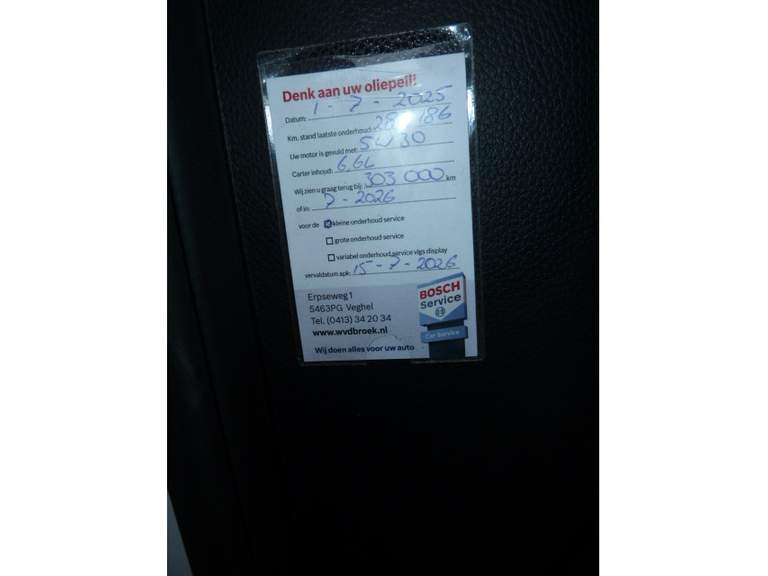 Denk aan uw oliepeil!
Datum: 1 - 7 - 2025
Km. stand laatste onderhoud:
Uw motor is gevuld met: 5W30
Carter inhoud: 6,6L
Wij zien u graag terug bij: 303 000 km
of in: 7 - 2026
voor de kleine onderhoud service
grote onderhoud service
variabel onderhoud service vlgs display
vervaldatum apk: 15 - 7 - 2026
Erpseweg 1
5463PG Veghel
Tel. (0413) 34 20 34
www.wvdbroek.nl
Wij doen alles voor uw auto
BOSCH
Service
Car Service